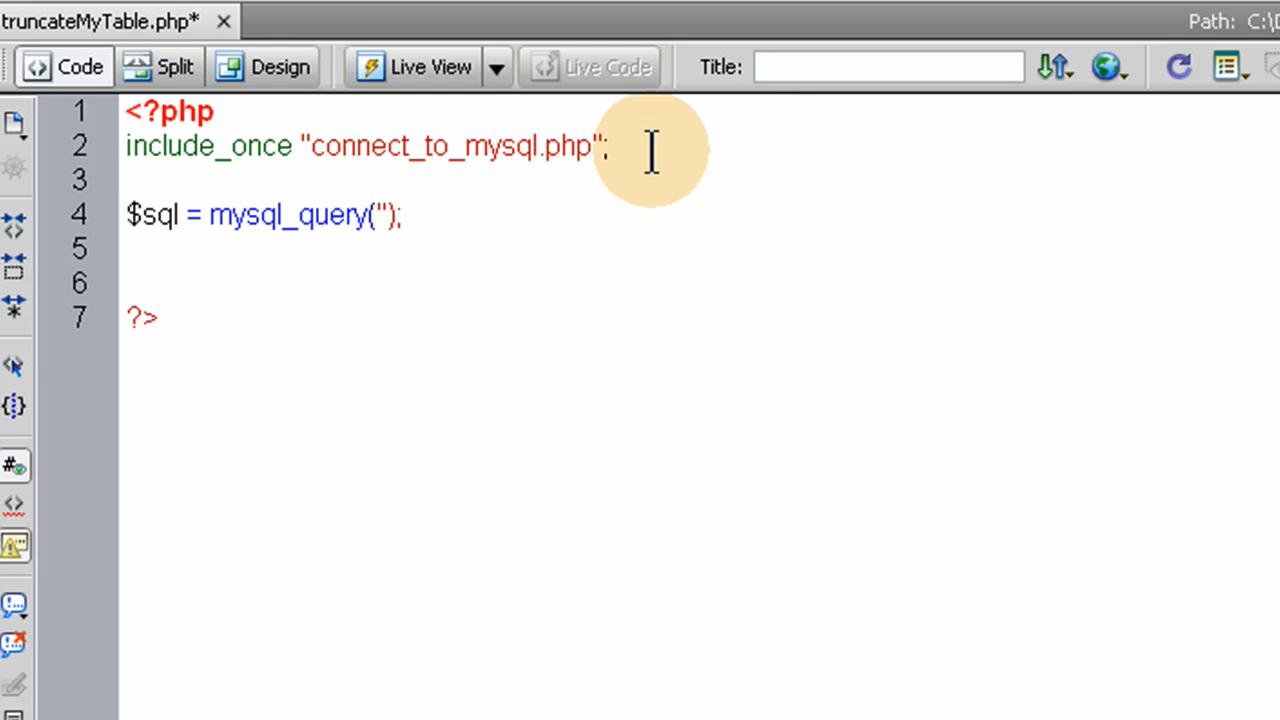 truncateMyTable.php*
Path: C:\D
Code Split Design Live View Live Code Title:
1 <?php
2 include_once "connect_to_mysql.php";
3
4 $sql = mysql_query('');
5
6
7 ?>